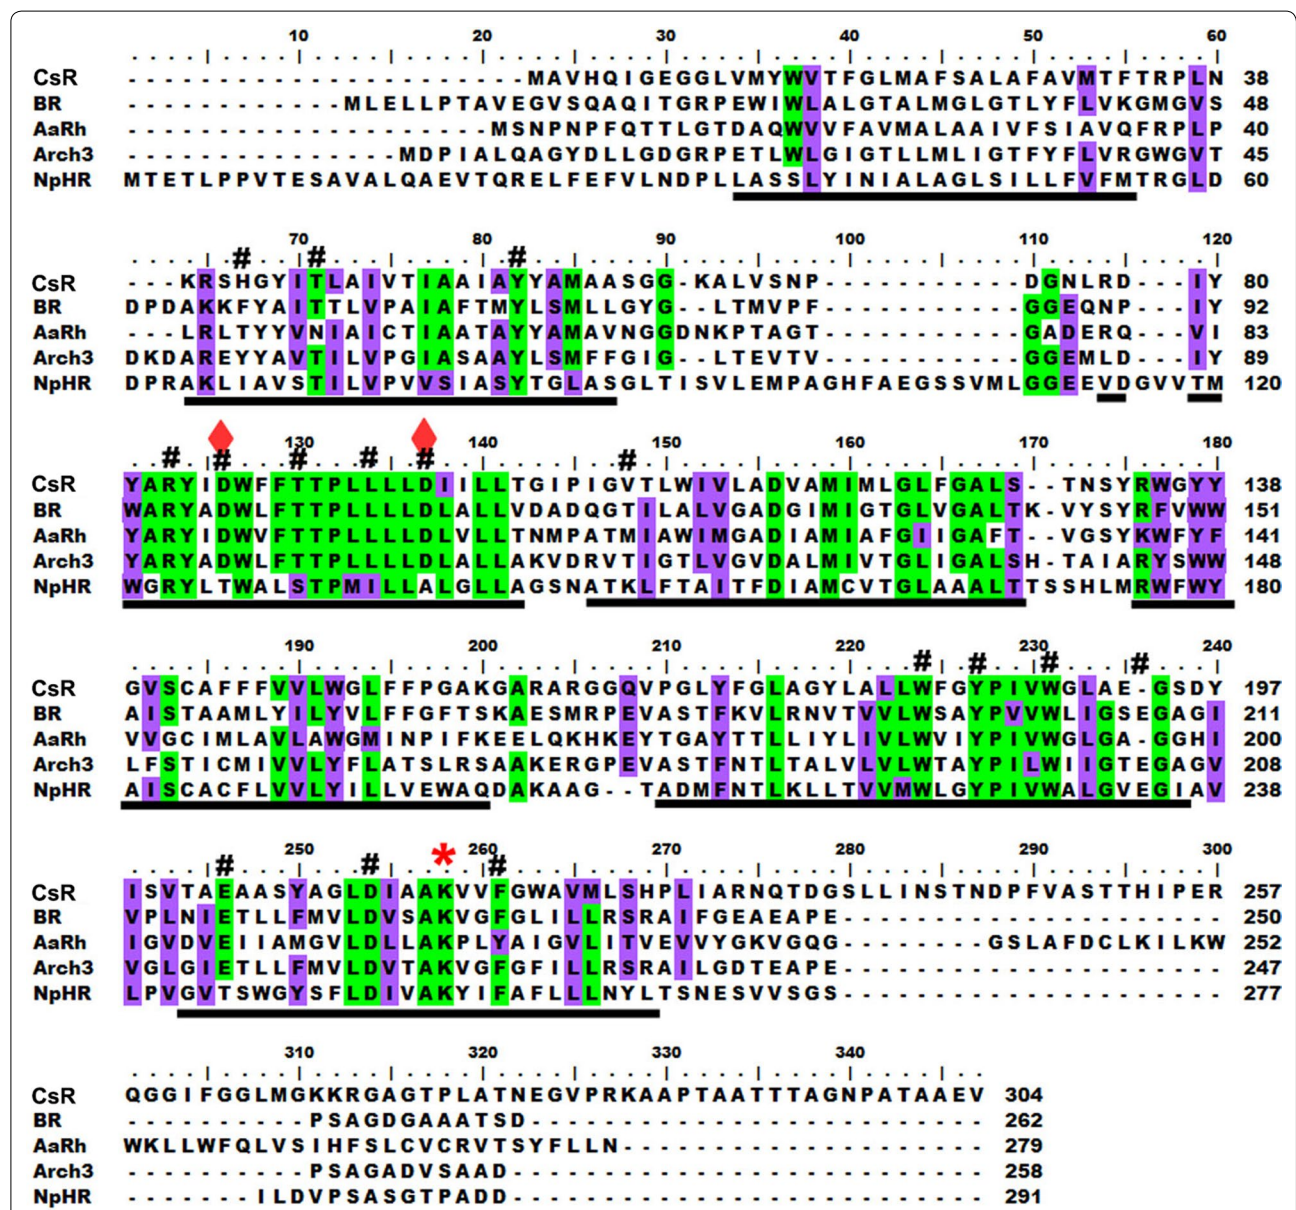 10 20 30 40 50 60
CsR ----------------------MAVHQIGEGGLVMYWVTFGLMAFSALAFAVMTFTRPLN 38
BR ------------MLELLPTAVEGVSQAQITGRPEWIWLALGTALMGLGTLYFLVKGMGVS 48
AaRh --------------------MSNPNPFQTTLGTDAQWVVFAVMALAAIVFSIAVQFRPLP 40
Arch3 ---------------MDPIALQAGYDLLGDGRPETLWLGIGTLLMLIGTFYFLVRGWGVT 45
NpHR MTETLPPVTESAVALQAEVTQRELFEFVLNDPLLASSLYINIALAGLSILLFVFMTRGLD 60
70 80 90 100 110 120
# # #
CsR ---KRSHGYITLAIVTIAAIAYYAMAASGG-KALVSNP-----------DGNLRD---IY 80
BR DPDAKKFYAITTLVPAIAFTMYLSMLLGYG--LTMVPF-----------GGEQNP---IY 92
AaRh ---LRLTYYVNIAICTIAATAYYAMAVNGGDNKPTAGT-----------GADERQ---VI 83
Arch3 DKDAREYYAVTILVPGIASAAYLSMFFGIG--LTEVTV-----------GGEMLD---IY 89
NpHR DPRAKLIAVSTILVPVVSIASYTGLASGLTISVLEMPAGHFAEGSSVMLGGEEVDGVVTM 120
130 140 150 160 170 180
# # # # # #
CsR YARYIDWFFTTPLLLLDIILLTGIPIGVTLWIVLADVAMIMLGLFGALS--TNSYRWGYY 138
BR WARYADWLFTTPLLLLDLALLVDADQGTILALVGADGIMIGTGLVGALTK-VYSYRFVWW 151
AaRh YARYIDWVFTTPLLLLDLVLLTNMPATMIAWIMGADIAMIAFGIIGAFT--VGSYKWFYF 141
Arch3 YARYADWLFTTPLLLLDLALLAKVDRVTIGTLVGVDALMIVTGLIGALSH-TAIARYSWW 148
NpHR WGRYLTWALSTPMILLALGLLAGSNATKLFTAITFDIAMCVTGLAAALTTSSHLMRWFWY 180
190 200 210 220 230 240
# # # #
CsR GVSCAFFFVVLWGLFFPGAKGARARGGQVPGLYFGLAGYLALLWFGYPIVWGLAE-GSDY 197
BR AISTAAMLYILYVLFFGFTSKAESMRPEVASTFKVLRNVTVVLWSAYPVVWLIGSEGAGI 211
AaRh VVGCIMLAVLAWGMINPIFKEELQKHKEYTGAYTTLLIYLIVLWVIYPIVWGLGA-GGHI 200
Arch3 LFSTICMIVVLYFLATSLRSAAKERGPEVASTFNTLTALVLVLWTAYPILWIIGTEGAGV 208
NpHR AISCACFLVVLYILLVEWAQDAKAAG--TADMFNTLKLLTVVMWLGYPIVWALGVEGIAV 238
250 260 270 280 290 300
# # * #
CsR ISVTAEAASYAGLDIAAKVVFGWAVMLSHPLIARNQTDGSLLINSTNDPFVASTTHIPER 257
BR VPLNIETLLFMVLDVSAKVGFGLILLRSRAIFGEAEAPE--------------------- 250
AaRh IGVDVEIIAMGVLDLLAKPLYAIGVLITVEVVYGKVGQG--------GSLAFDCLKILKW 252
Arch3 VGLGIETLLFMVLDVTAKVGFGFILLRSRAILGDTEAPE--------------------- 247
NpHR LPVGVTSWGYSFLDIVAKYIFAFLLLNYLTSNESVVSGS--------------------- 277
310 320 330 340
CsR QGGIFGGLMGKKRGAGTPLATNEGVPRKAAPTAATTTAGNPATAAEV 304
BR ----------PSAGDGAAATSD------------------------- 262
AaRh WKLLWFQLVSIHFSLCVCRVTSYFLLN-------------------- 279
Arch3 ----------PSAGADVSAAD-------------------------- 258
NpHR -------ILDVPSASGTPADD-------------------------- 291